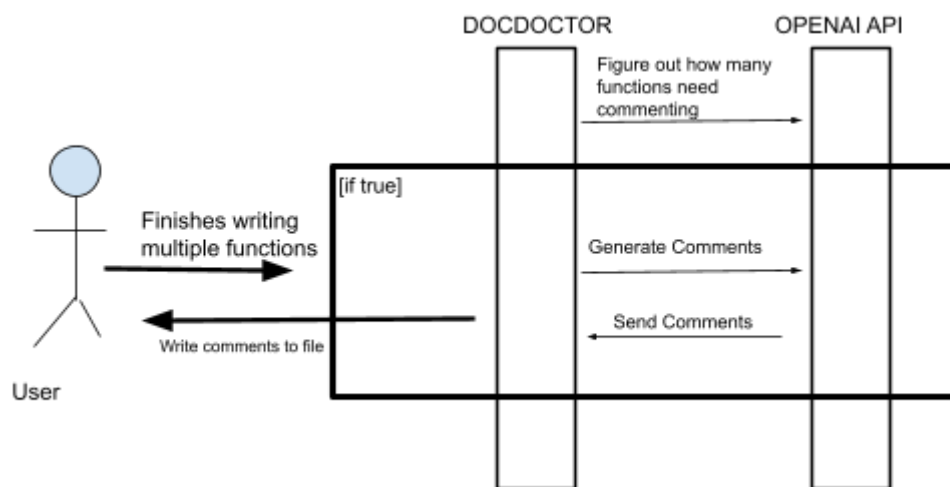 DOCDOCTOR
OPENAI API
Figure out how many
functions need
commenting
[if true]
Finishes writing
multiple functions
Generate Comments
Send Comments
Write comments to file
User